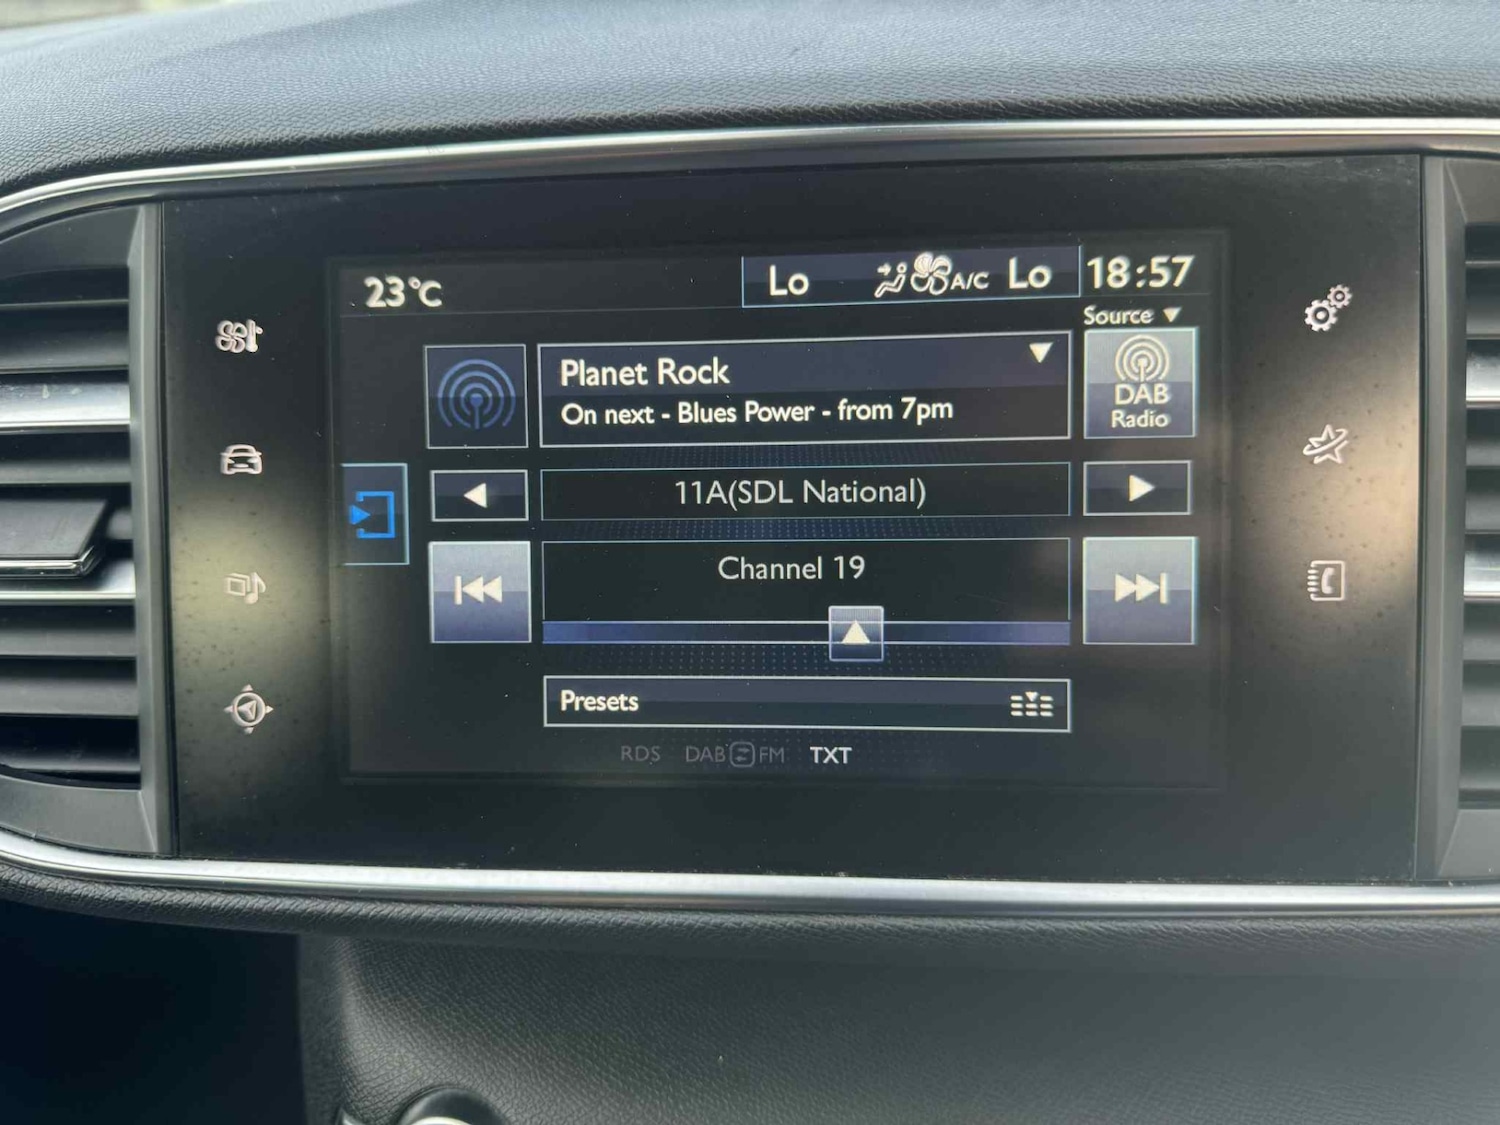 23°C
Lo A/C Lo 18:57
Source
Planet Rock
On next - Blues Power - from 7pm
DAB
Radio
11A(SDL National)
Channel 19
Presets
RDS DAB FM TXT